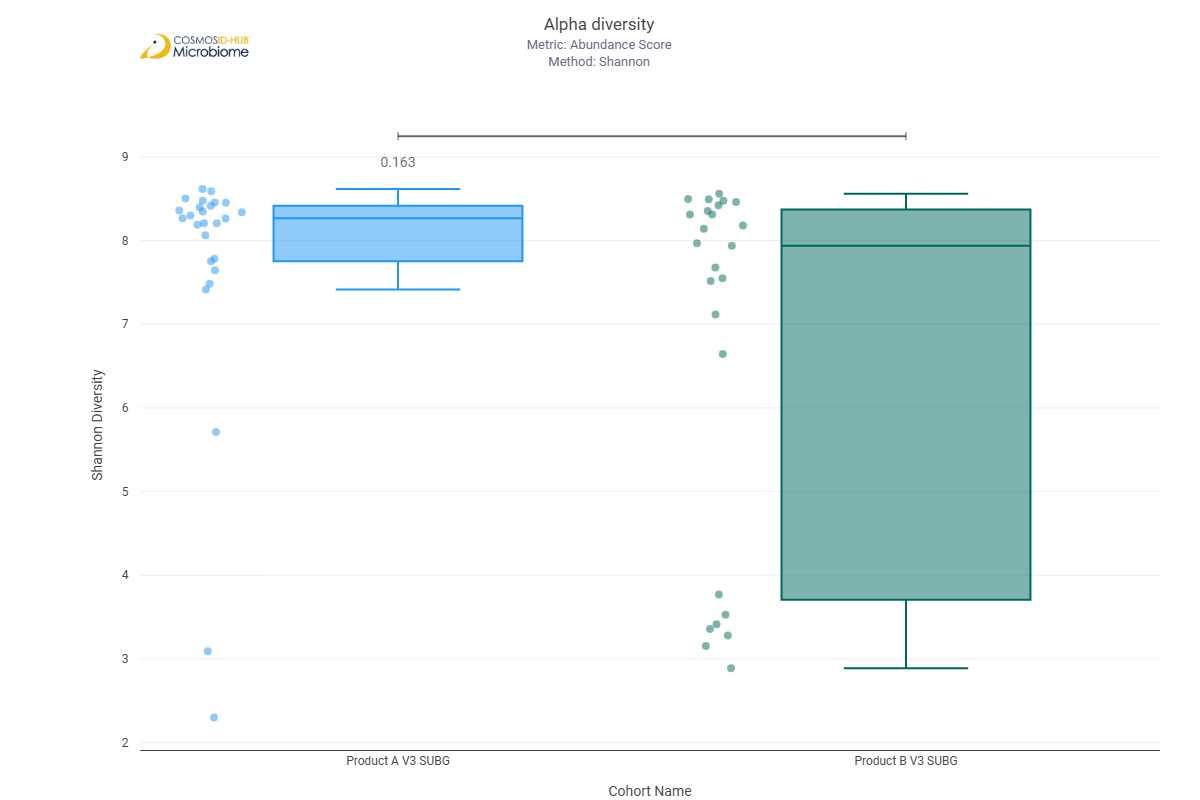 COSMOSID-HUB
Microbiome
Alpha diversity
Metric: Abundance Score
Method: Shannon
0.163
9
8
7
6
5
4
3
2
Shannon Diversity
Product A V3 SUBG
Product B V3 SUBG
Cohort Name